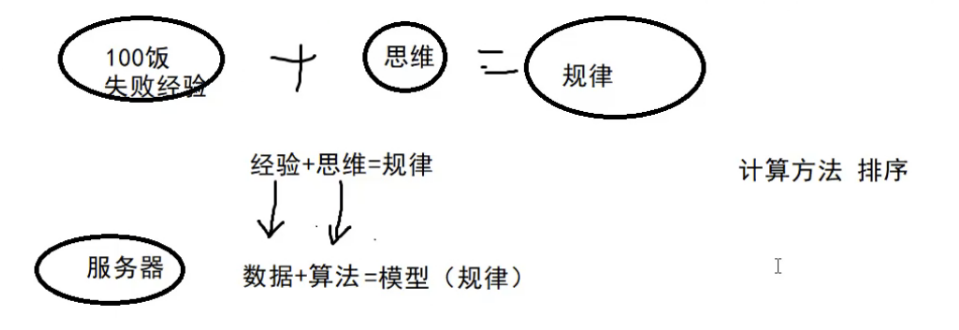 100饭
失败经验 + 思维 = 规律
经验+思维=规律
计算方法 排序
服务器
数据+算法=模型（规律）